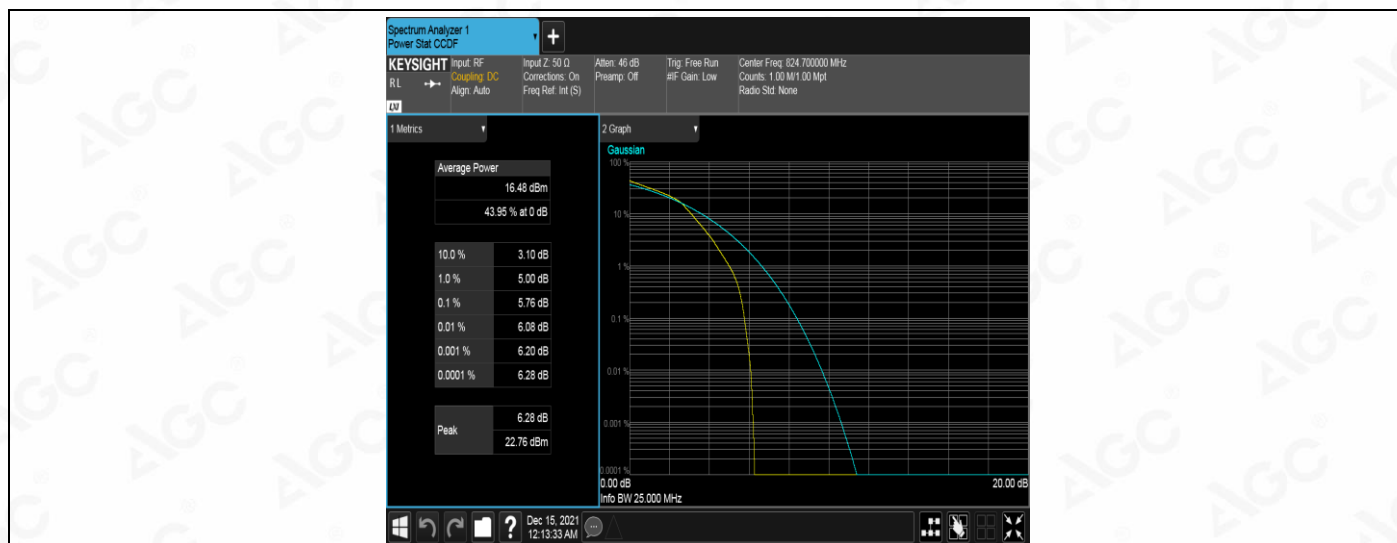 Spectrum Analyzer 1
Power Stat CCDF
KEYSIGHT
RL
LXI
Input: RF
Coupling: DC
Align: Auto
Input Z: 50 Ω
Corrections: On
Freq Ref: Int (S)
Atten: 46 dB
Preamp: Off
Trig: Free Run
#IF Gain: Low
Center Freq: 824.700000 MHz
Counts: 1.00 M/1.00 Mpt
Radio Std: None
1 Metrics
Average Power
16.48 dBm
43.95 % at 0 dB
10.0 % 3.10 dB
1.0 % 5.00 dB
0.1 % 5.76 dB
0.01 % 6.08 dB
0.001 % 6.20 dB
0.0001 % 6.28 dB
Peak
6.28 dB
22.76 dBm
2 Graph
Gaussian
100 %
10 %
1 %
0.1 %
0.01 %
0.001 %
0.0001 %
0.00 dB
20.00 dB
Info BW 25.000 MHz
?
Dec 15, 2021
12:13:33 AM
AGC